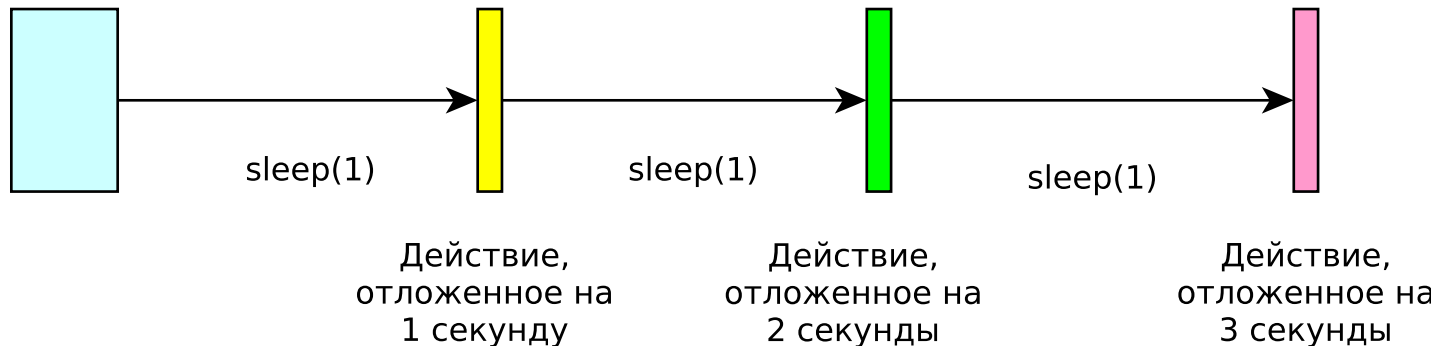 sleep(1)
sleep(1)
sleep(1)
Действие,
отложенное на
1 секунду
Действие,
отложенное на
2 секунды
Действие,
отложенное на
3 секунды